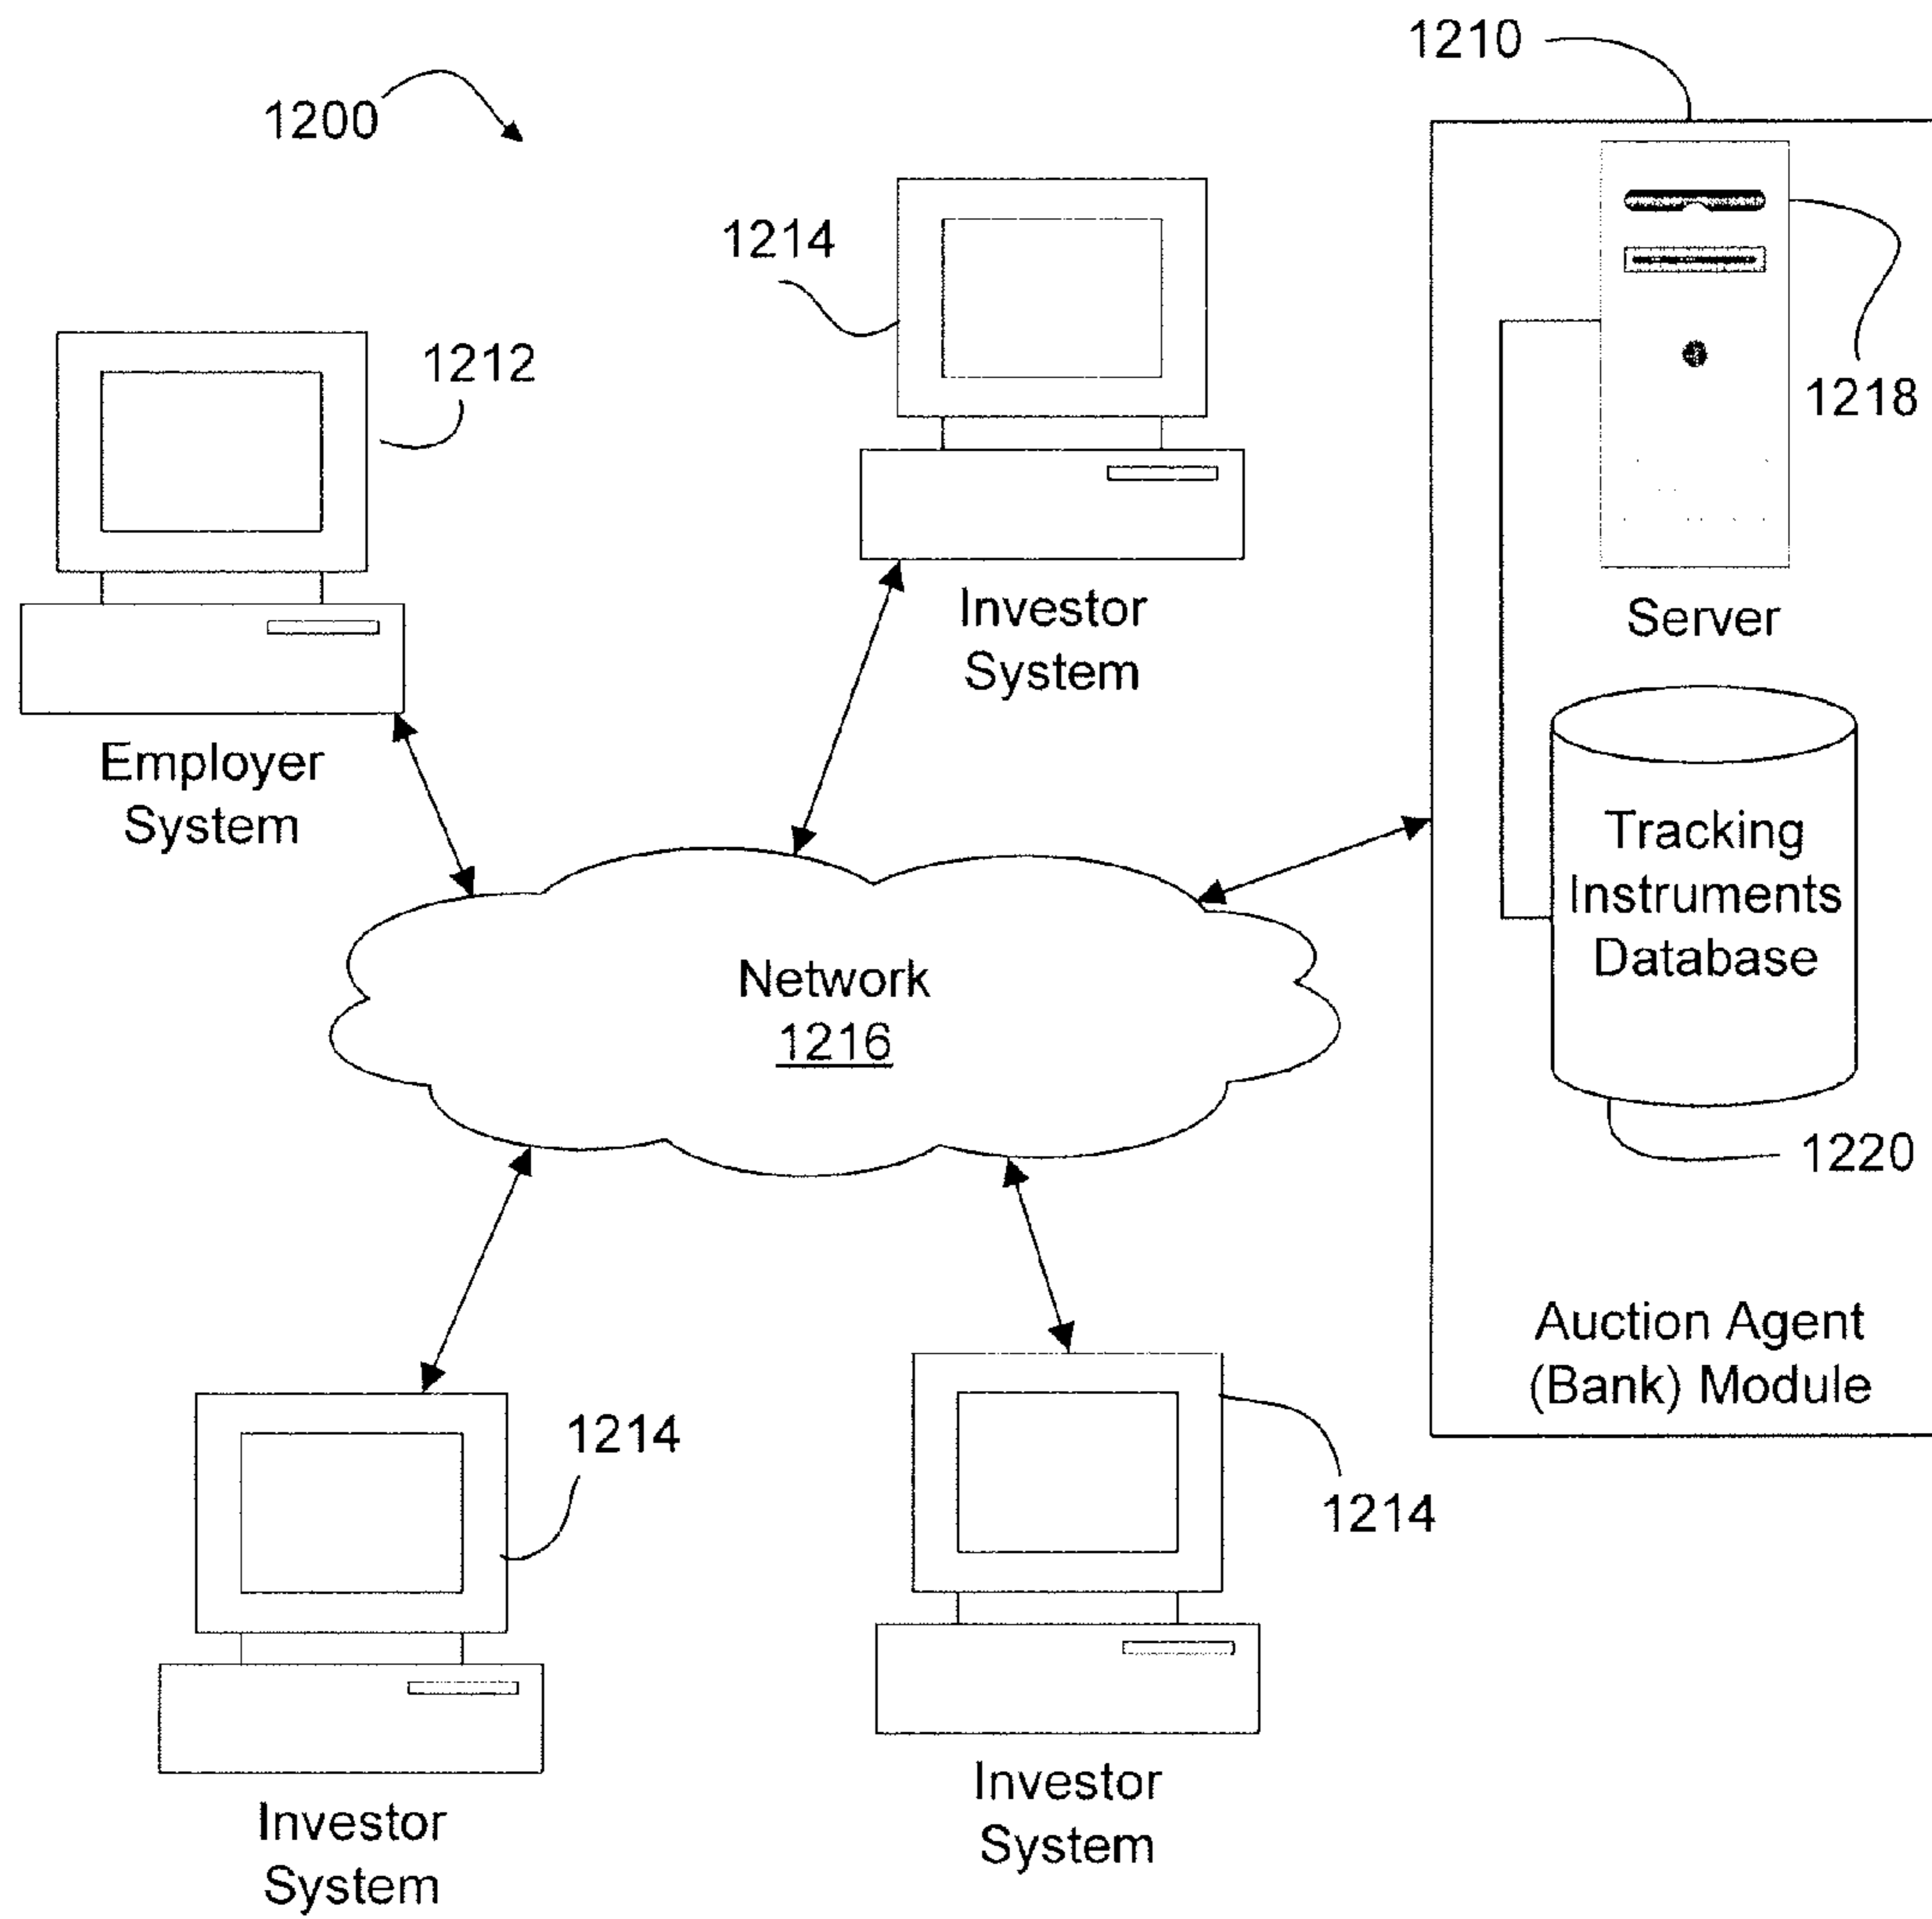 1210
1200
1214
1212
1218
Investor
System
Server
Employer
System
Tracking
Instruments
Database
Network
1216
1220
Auction Agent
(Bank) Module
1214
1214
Investor
System
Investor
System